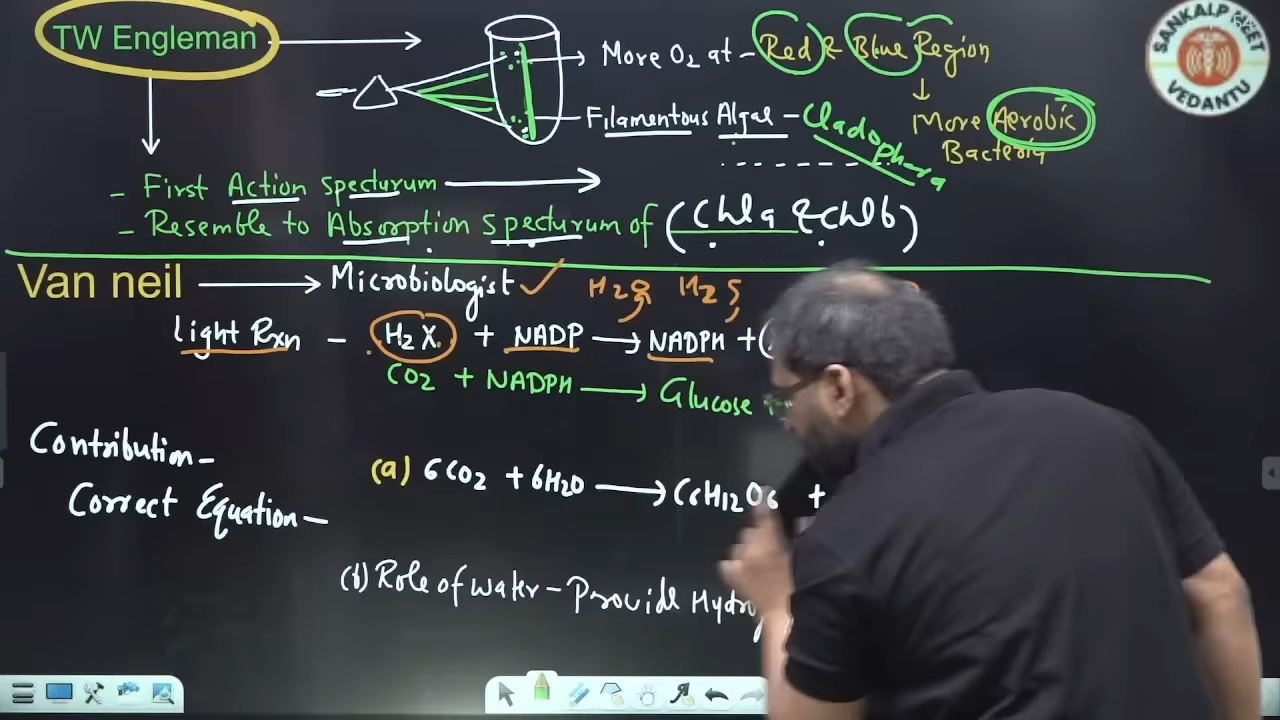 TW Engleman
More O2 at - Red & Blue Region
More Aerobic
Bacteria
Filamentous Algal - Cladophora
- First Action specturum
- Resemble to Absorption specturum of (Chl a & Chl b)
SANKALP NEET
VEDANTU
Van neil → Microbiologist ✓ H2O H2S
light Rxn - H2X + NADP → NADPH +
CO2 + NADPH → Glucose
Contribution-
Correct Equation-
(a) 6CO2 + 6H2O → C6H12O6 +
(b) Role of water - Provide